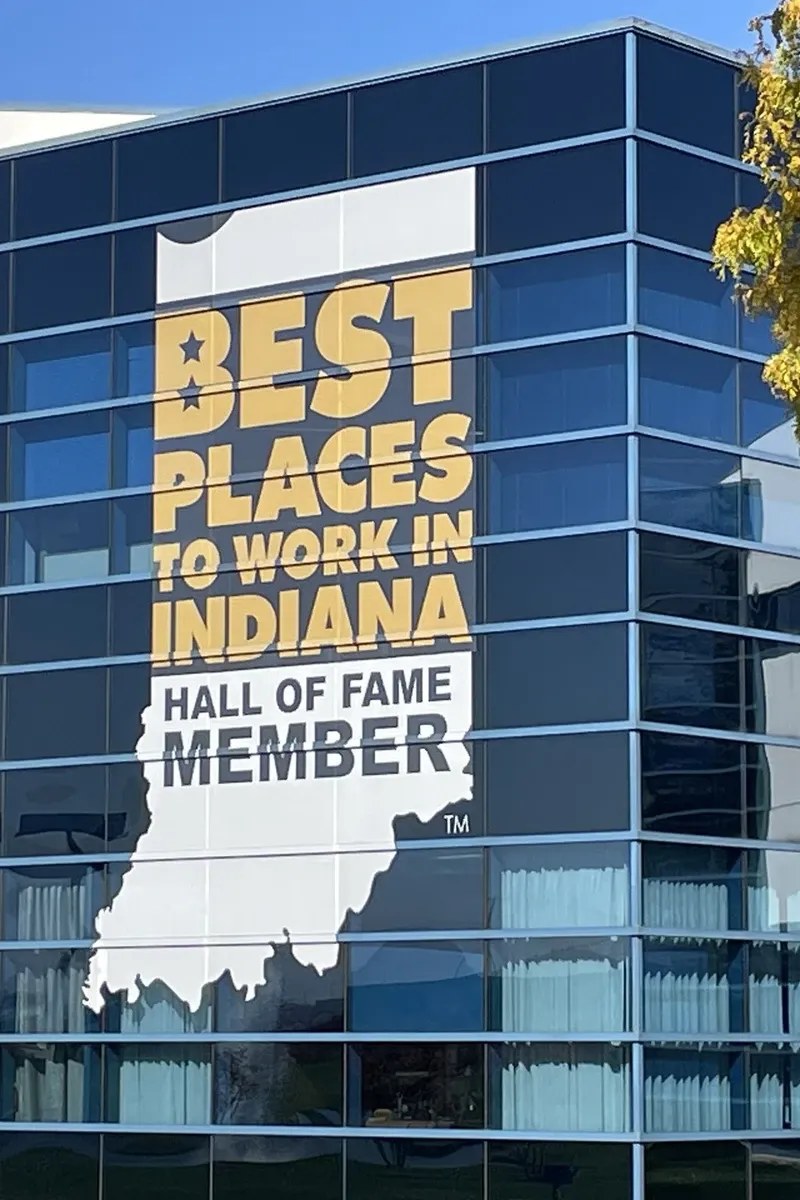 BEST
PLACES
TO WORK IN
INDIANA
HALL OF FAME
MEMBER
TM